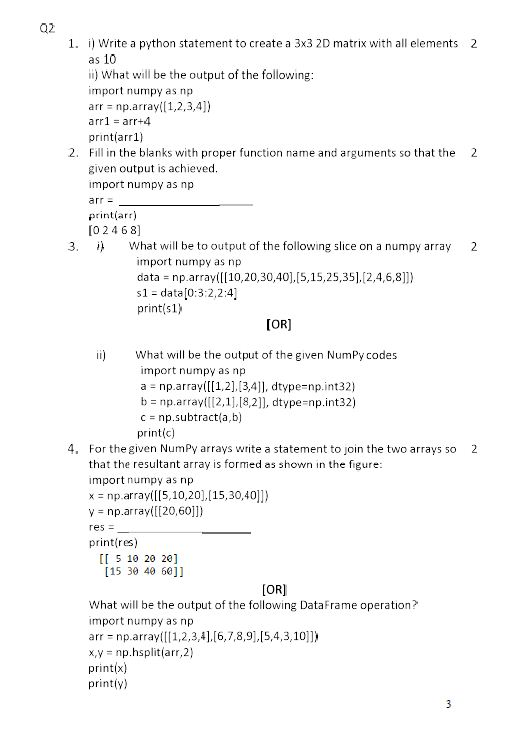 Q2
1. i) Write a python statement to create a 3x3 2D matrix with all elements 2
as 10
ii) What will be the output of the following:
import numpy as np
arr = np.array([1,2,3,4])
arr1 = arr+4
print(arr1)
2. Fill in the blanks with proper function name and arguments so that the 2
given output is achieved.
import numpy as np
arr = ____________________
print(arr)
[0 2 4 6 8]
3. i) What will be to output of the following slice on a numpy array 2
import numpy as np
data = np.array([[10,20,30,40],[5,15,25,35],[2,4,6,8]])
s1 = data[0:3:2,2:4]
print(s1)
[OR]
ii) What will be the output of the given NumPy codes
import numpy as np
a = np.array([[1,2],[3,4]], dtype=np.int32)
b = np.array([[2,1],[8,2]], dtype=np.int32)
c = np.subtract(a,b)
print(c)
4. For the given NumPy arrays write a statement to join the two arrays so 2
that the resultant array is formed as shown in the figure:
import numpy as np
x = np.array([[5,10,20],[15,30,40]])
y = np.array([[20,60]])
res = ____________________
print(res)
[[ 5 10 20 20]
[15 30 40 60]]
[OR]
What will be the output of the following DataFrame operation?
import numpy as np
arr = np.array([[1,2,3,4],[6,7,8,9],[5,4,3,10]])
x,y = np.hsplit(arr,2)
print(x)
print(y)
3